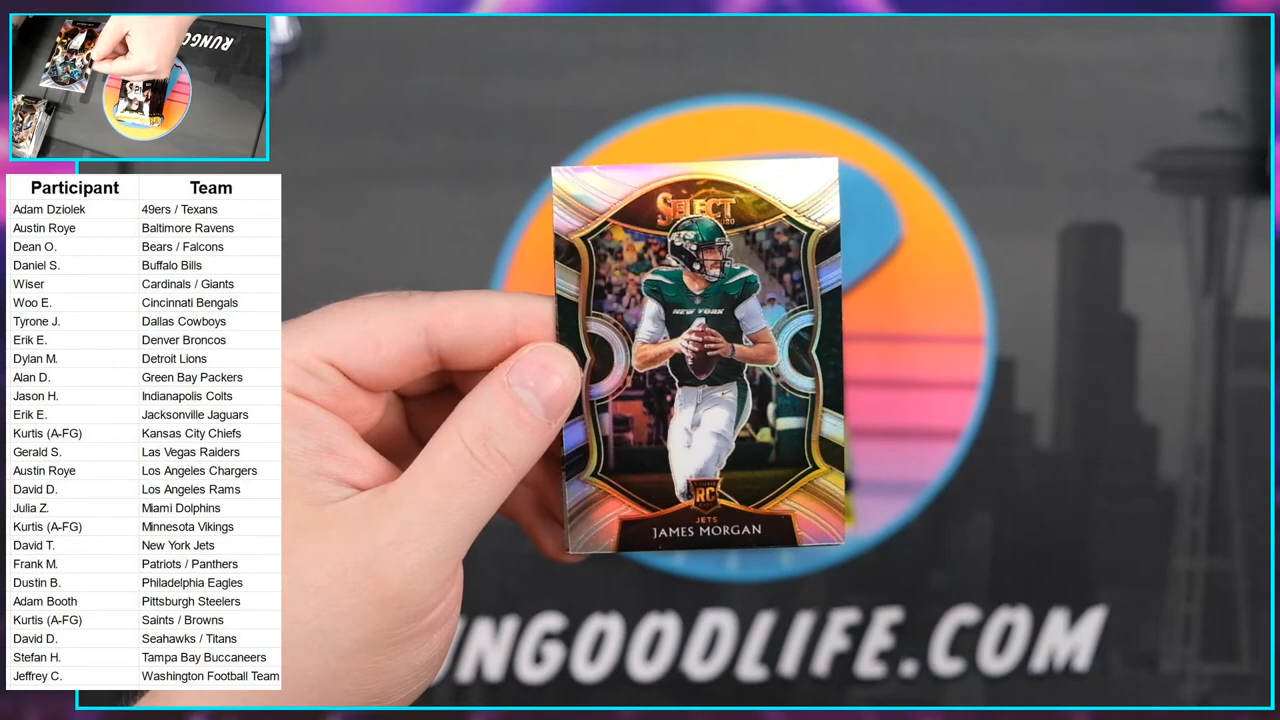 RUNGOOD
Participant Team
Adam Dziolek 49ers / Texans
Austin Roye Baltimore Ravens
Dean O. Bears / Falcons
Daniel S. Buffalo Bills
Wiser Cardinals / Giants
Woo E. Cincinnati Bengals
Tyrone J. Dallas Cowboys
Erik E. Denver Broncos
Dylan M. Detroit Lions
Alan D. Green Bay Packers
Jason H. Indianapolis Colts
Erik E. Jacksonville Jaguars
Kurtis (A-FG) Kansas City Chiefs
Gerald S. Las Vegas Raiders
Austin Roye Los Angeles Chargers
David D. Los Angeles Rams
Julia Z. Miami Dolphins
Kurtis (A-FG) Minnesota Vikings
David T. New York Jets
Frank M. Patriots / Panthers
Dustin B. Philadelphia Eagles
Adam Booth Pittsburgh Steelers
Kurtis (A-FG) Saints / Browns
David D. Seahawks / Titans
Stefan H. Tampa Bay Buccaneers
Jeffrey C. Washington Football Team
SELECT
2020
JETS
NEW YORK
4
RC
JETS
JAMES MORGAN
UNGOODLIFE.COM